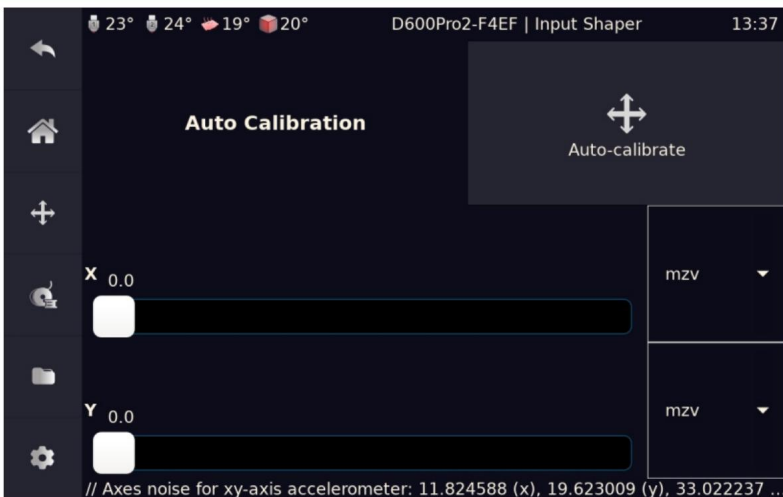 23° 24° 19° 20° D600Pro2-F4EF | Input Shaper 13:37
Auto Calibration
Auto-calibrate
X 0.0
mzv
Y 0.0
mzv
// Axes noise for xy-axis accelerometer: 11.824588 (x), 19.623009 (y), 33.022237